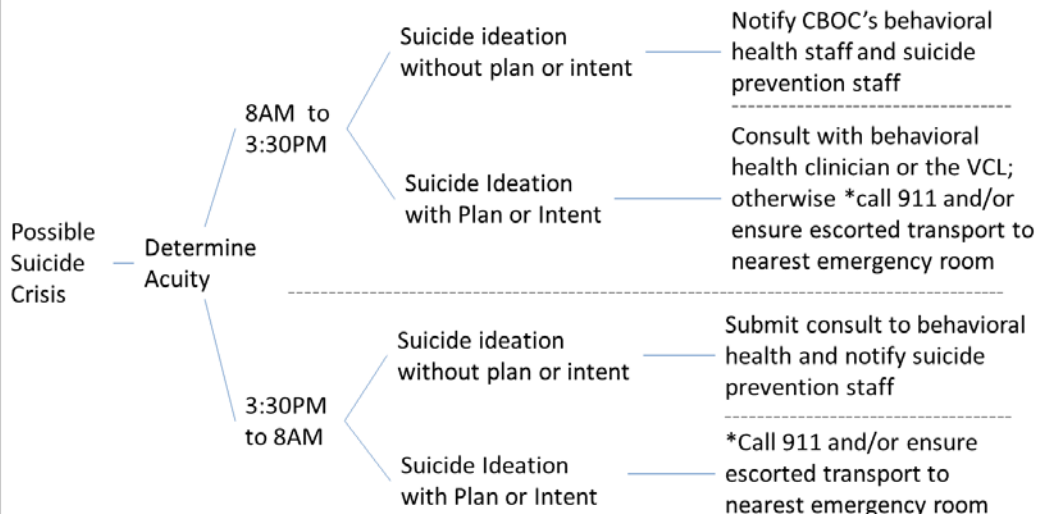 Possible
Suicide
Crisis
Determine
Acuity
8AM to
3:30PM
Suicide ideation
without plan or intent
Notify CBOC's behavioral
health staff and suicide
prevention staff
Suicide Ideation
with Plan or Intent
Consult with behavioral
health clinician or the VCL;
otherwise *call 911 and/or
ensure escorted transport to
nearest emergency room
3:30PM
to 8AM
Suicide ideation
without plan or intent
Submit consult to behavioral
health and notify suicide
prevention staff
Suicide Ideation
with Plan or Intent
*Call 911 and/or ensure
escorted transport to
nearest emergency room